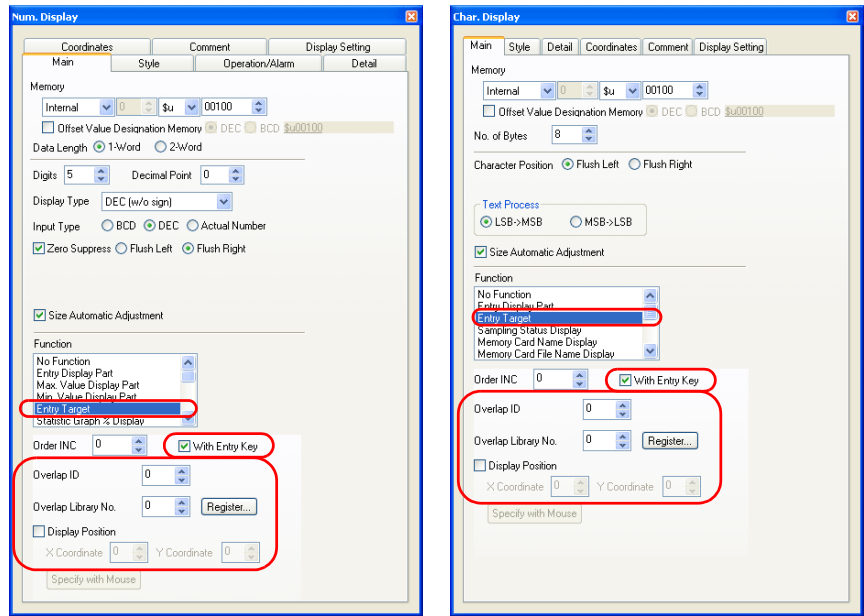 Num. Display
Coordinates Comment Display Setting
Main Style Operation/Alarm Detail
Memory
Internal 0 $u 00100
Offset Value Designation Memory DEC BCD $u00100
Data Length 1-Word 2-Word
Digits 5 Decimal Point 0
Display Type DEC (w/o sign)
Input Type BCD DEC Actual Number
Zero Suppress Flush Left Flush Right
Size Automatic Adjustment
Function
No Function
Entry Display Part
Max. Value Display Part
Min. Value Display Part
Entry Target
Statistic Graph % Display
Order INC 0 With Entry Key
Overlap ID 0
Overlap Library No. 0 Register...
Display Position
X Coordinate 0 Y Coordinate 0
Specify with Mouse
Char. Display
Main Style Detail Coordinates Comment Display Setting
Memory
Internal 0 $u 00100
Offset Value Designation Memory DEC BCD $u00100
No. of Bytes 8
Character Position Flush Left Flush Right
Text Process
LSB->MSB MSB->LSB
Size Automatic Adjustment
Function
No Function
Entry Display Part
Entry Target
Sampling Status Display
Memory Card Name Display
Memory Card File Name Display
Order INC 0 With Entry Key
Overlap ID 0
Overlap Library No. 0 Register...
Display Position
X Coordinate 0 Y Coordinate 0
Specify with Mouse